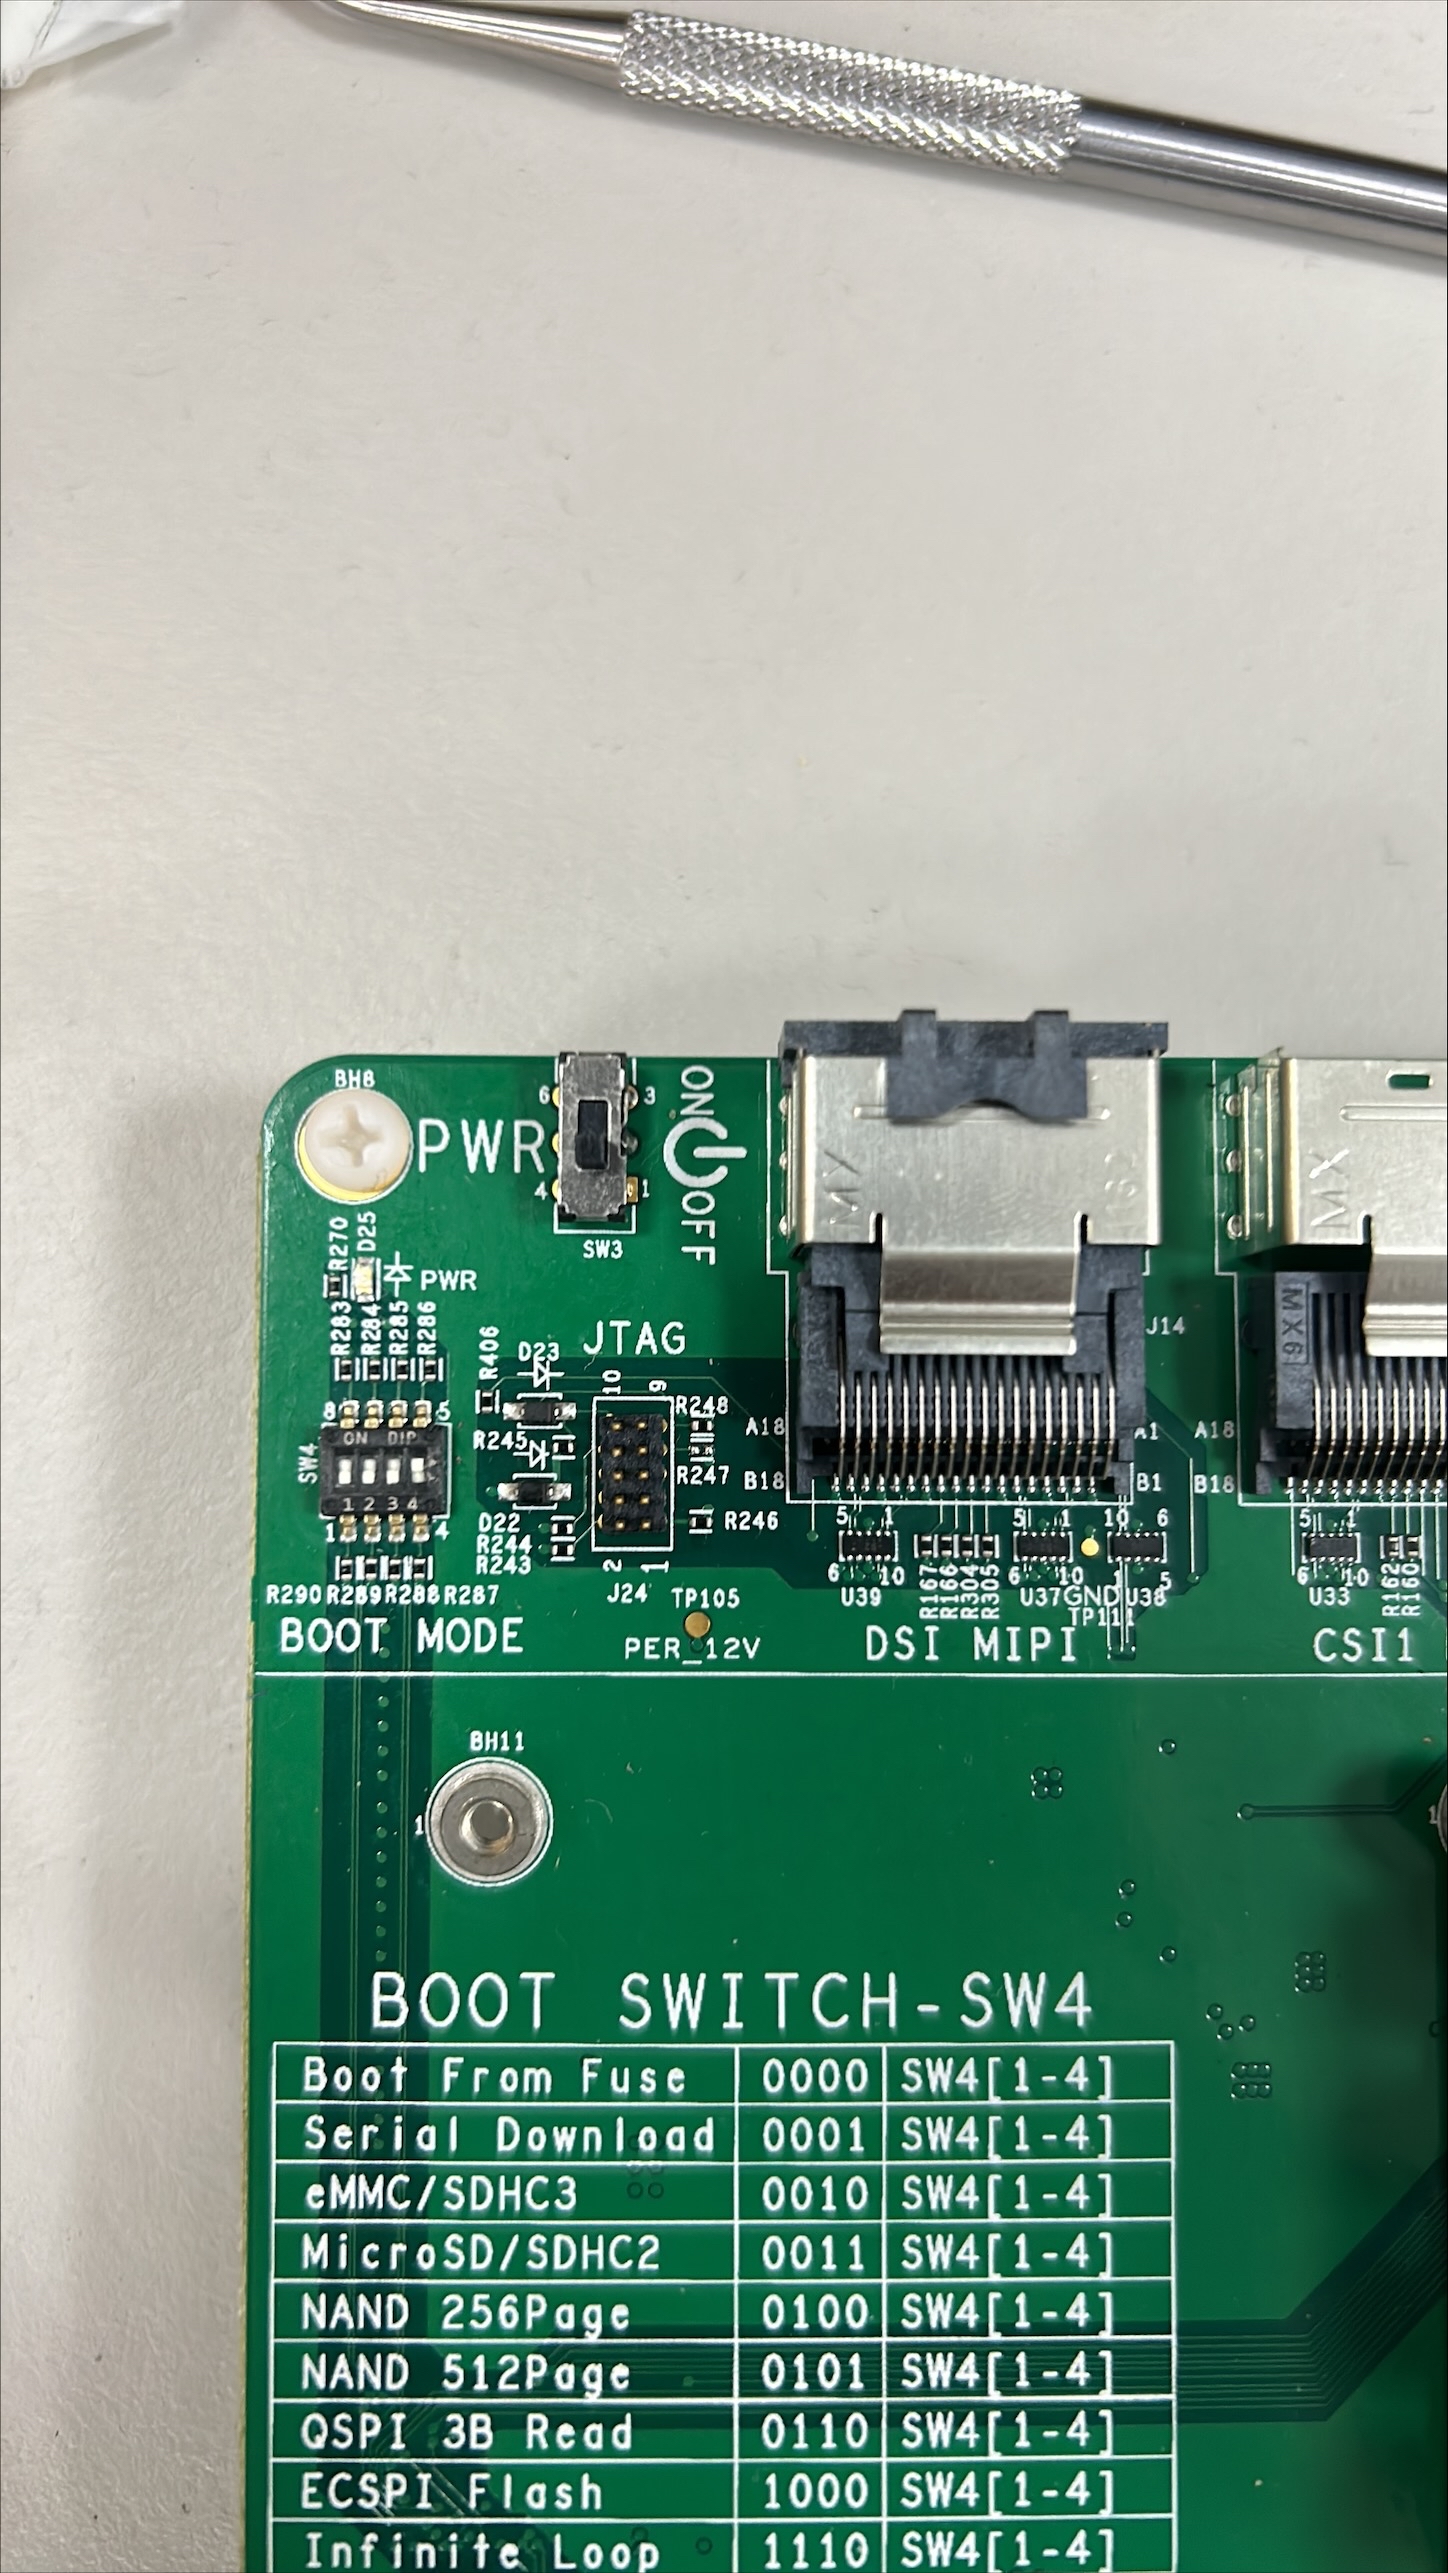 BH8
PWR
6
3
4
1
SW3
ON
OFF
R270
D25
PWR
R283
R284
R285
R286
R406
D23
JTAG
10
9
J14
8
5
ON DIP
SW4
1 2 3 4
1
4
R245
R248
R247
A18
B18
A1
B1
A18
B18
MX
MX
MX6
D22
R244
R243
R246
5
1
5
1
10
6
5
1
6
10
6
10
1
5
6
10
U39
R167
R166
R304
R305
U37
GND
U38
TP111
U33
R162
R160
R290
R289
R288
R287
2
1
J24
TP105
BOOT MODE
PER_12V
DSI MIPI
CSI1
BH11
1
1
BOOT SWITCH-SW4
Boot From Fuse 0000 SW4[1-4]
Serial Download 0001 SW4[1-4]
eMMC/SDHC3 0010 SW4[1-4]
MicroSD/SDHC2 0011 SW4[1-4]
NAND 256Page 0100 SW4[1-4]
NAND 512Page 0101 SW4[1-4]
QSPI 3B Read 0110 SW4[1-4]
ECSPI Flash 1000 SW4[1-4]
Infinite Loop 1110 SW4[1-4]